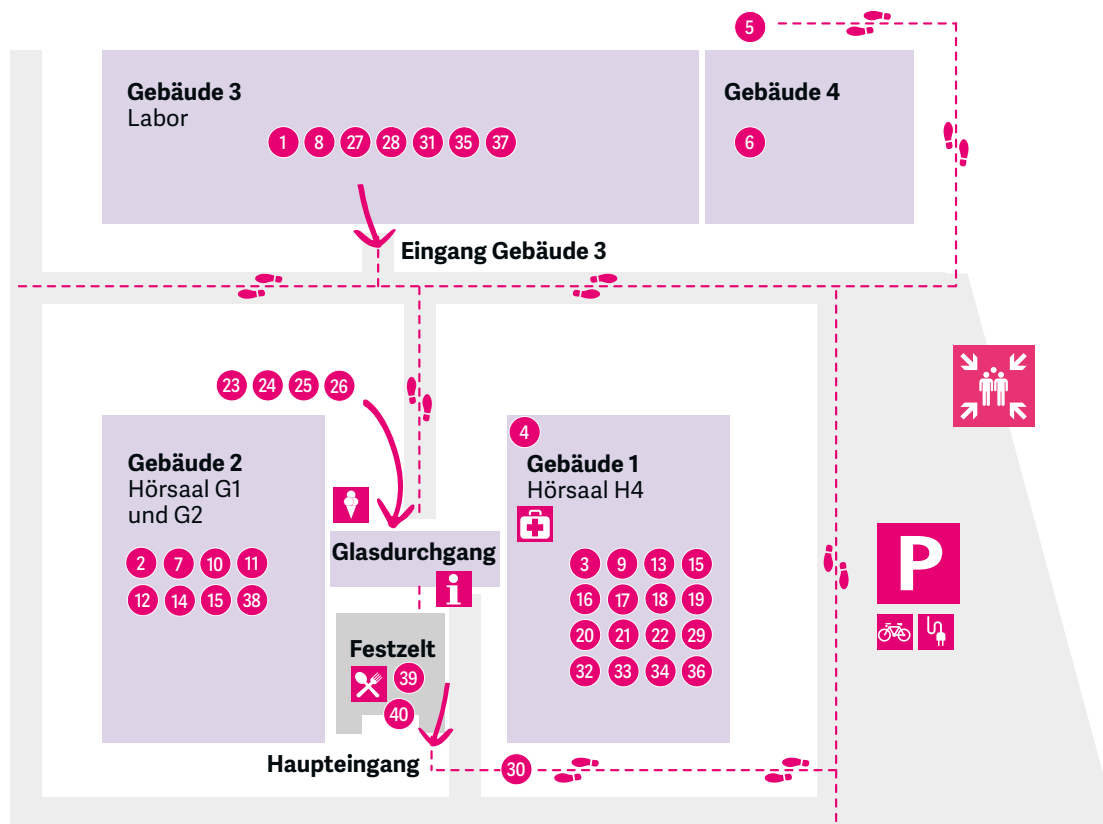 5
Gebäude 3
Labor
1 8 27 28 31 35 37
Gebäude 4
6
Eingang Gebäude 3
23 24 25 26
Gebäude 2
Hörsaal G1
und G2
2 7 10 11
12 14 15 38
4
Gebäude 1
Hörsaal H4
3 9 13 15
16 17 18 19
20 21 22 29
32 33 34 36
Glasdurchgang
i
Festzelt
39
40
Haupteingang
30
P